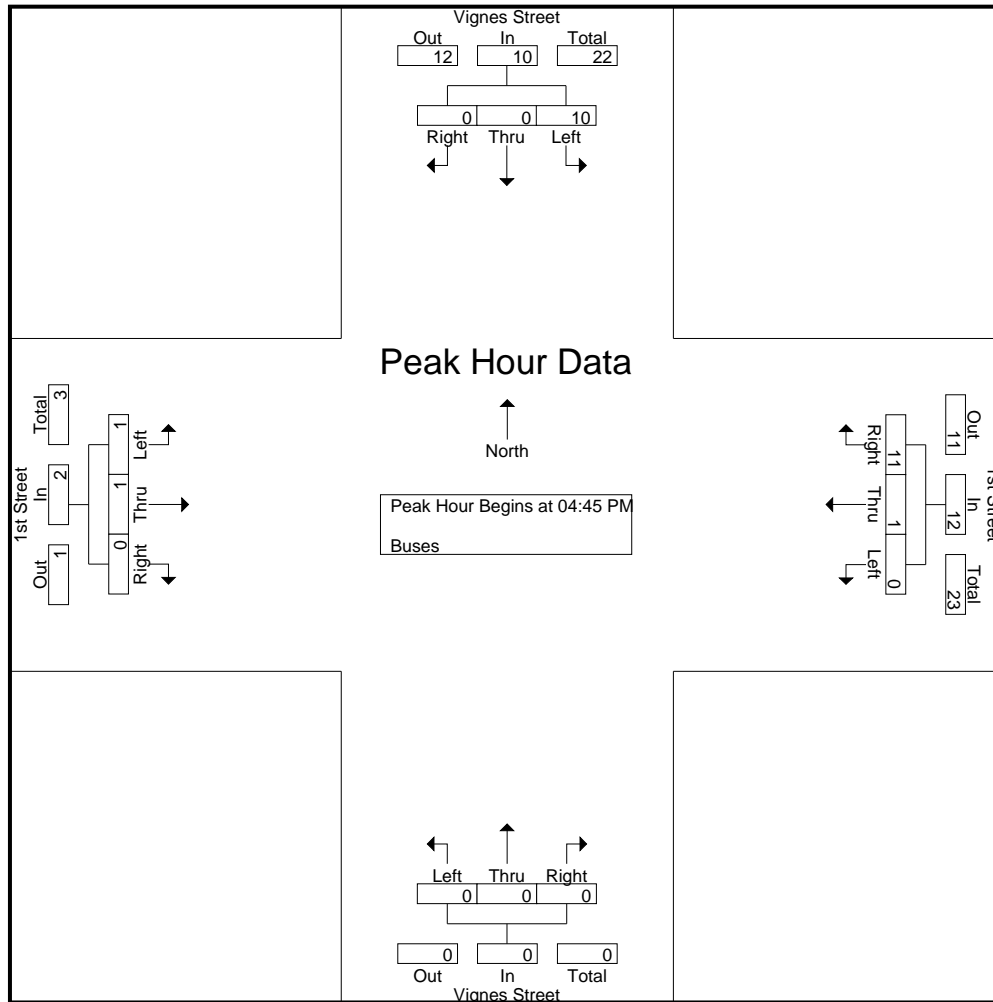 Vignes Street
Out In Total
12 10 22
0 0 10
Right Thru Left
Peak Hour Data
North
Peak Hour Begins at 04:45 PM
Buses
1st Street
Out In Total
1 2 3
Right Thru Left
0 1 1
1st Street
Out In Total
11 12 23
Right Thru Left
11 1 0
Left Thru Right
0 0 0
0 0 0
Out In Total
Vignes Street